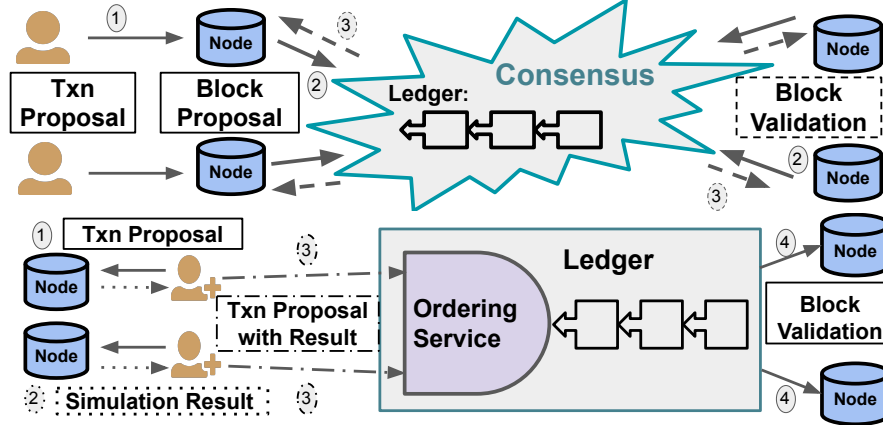 1
Node
3
Node
2
Consensus
Txn
Proposal
Block
Proposal
Ledger:
Block
Validation
Node
2
Node
3
1
Txn Proposal
3
4
Node
Node
Ledger
Txn Proposal
with Result
Ordering
Service
Block
Validation
Node
2
Simulation Result
3
4
Node